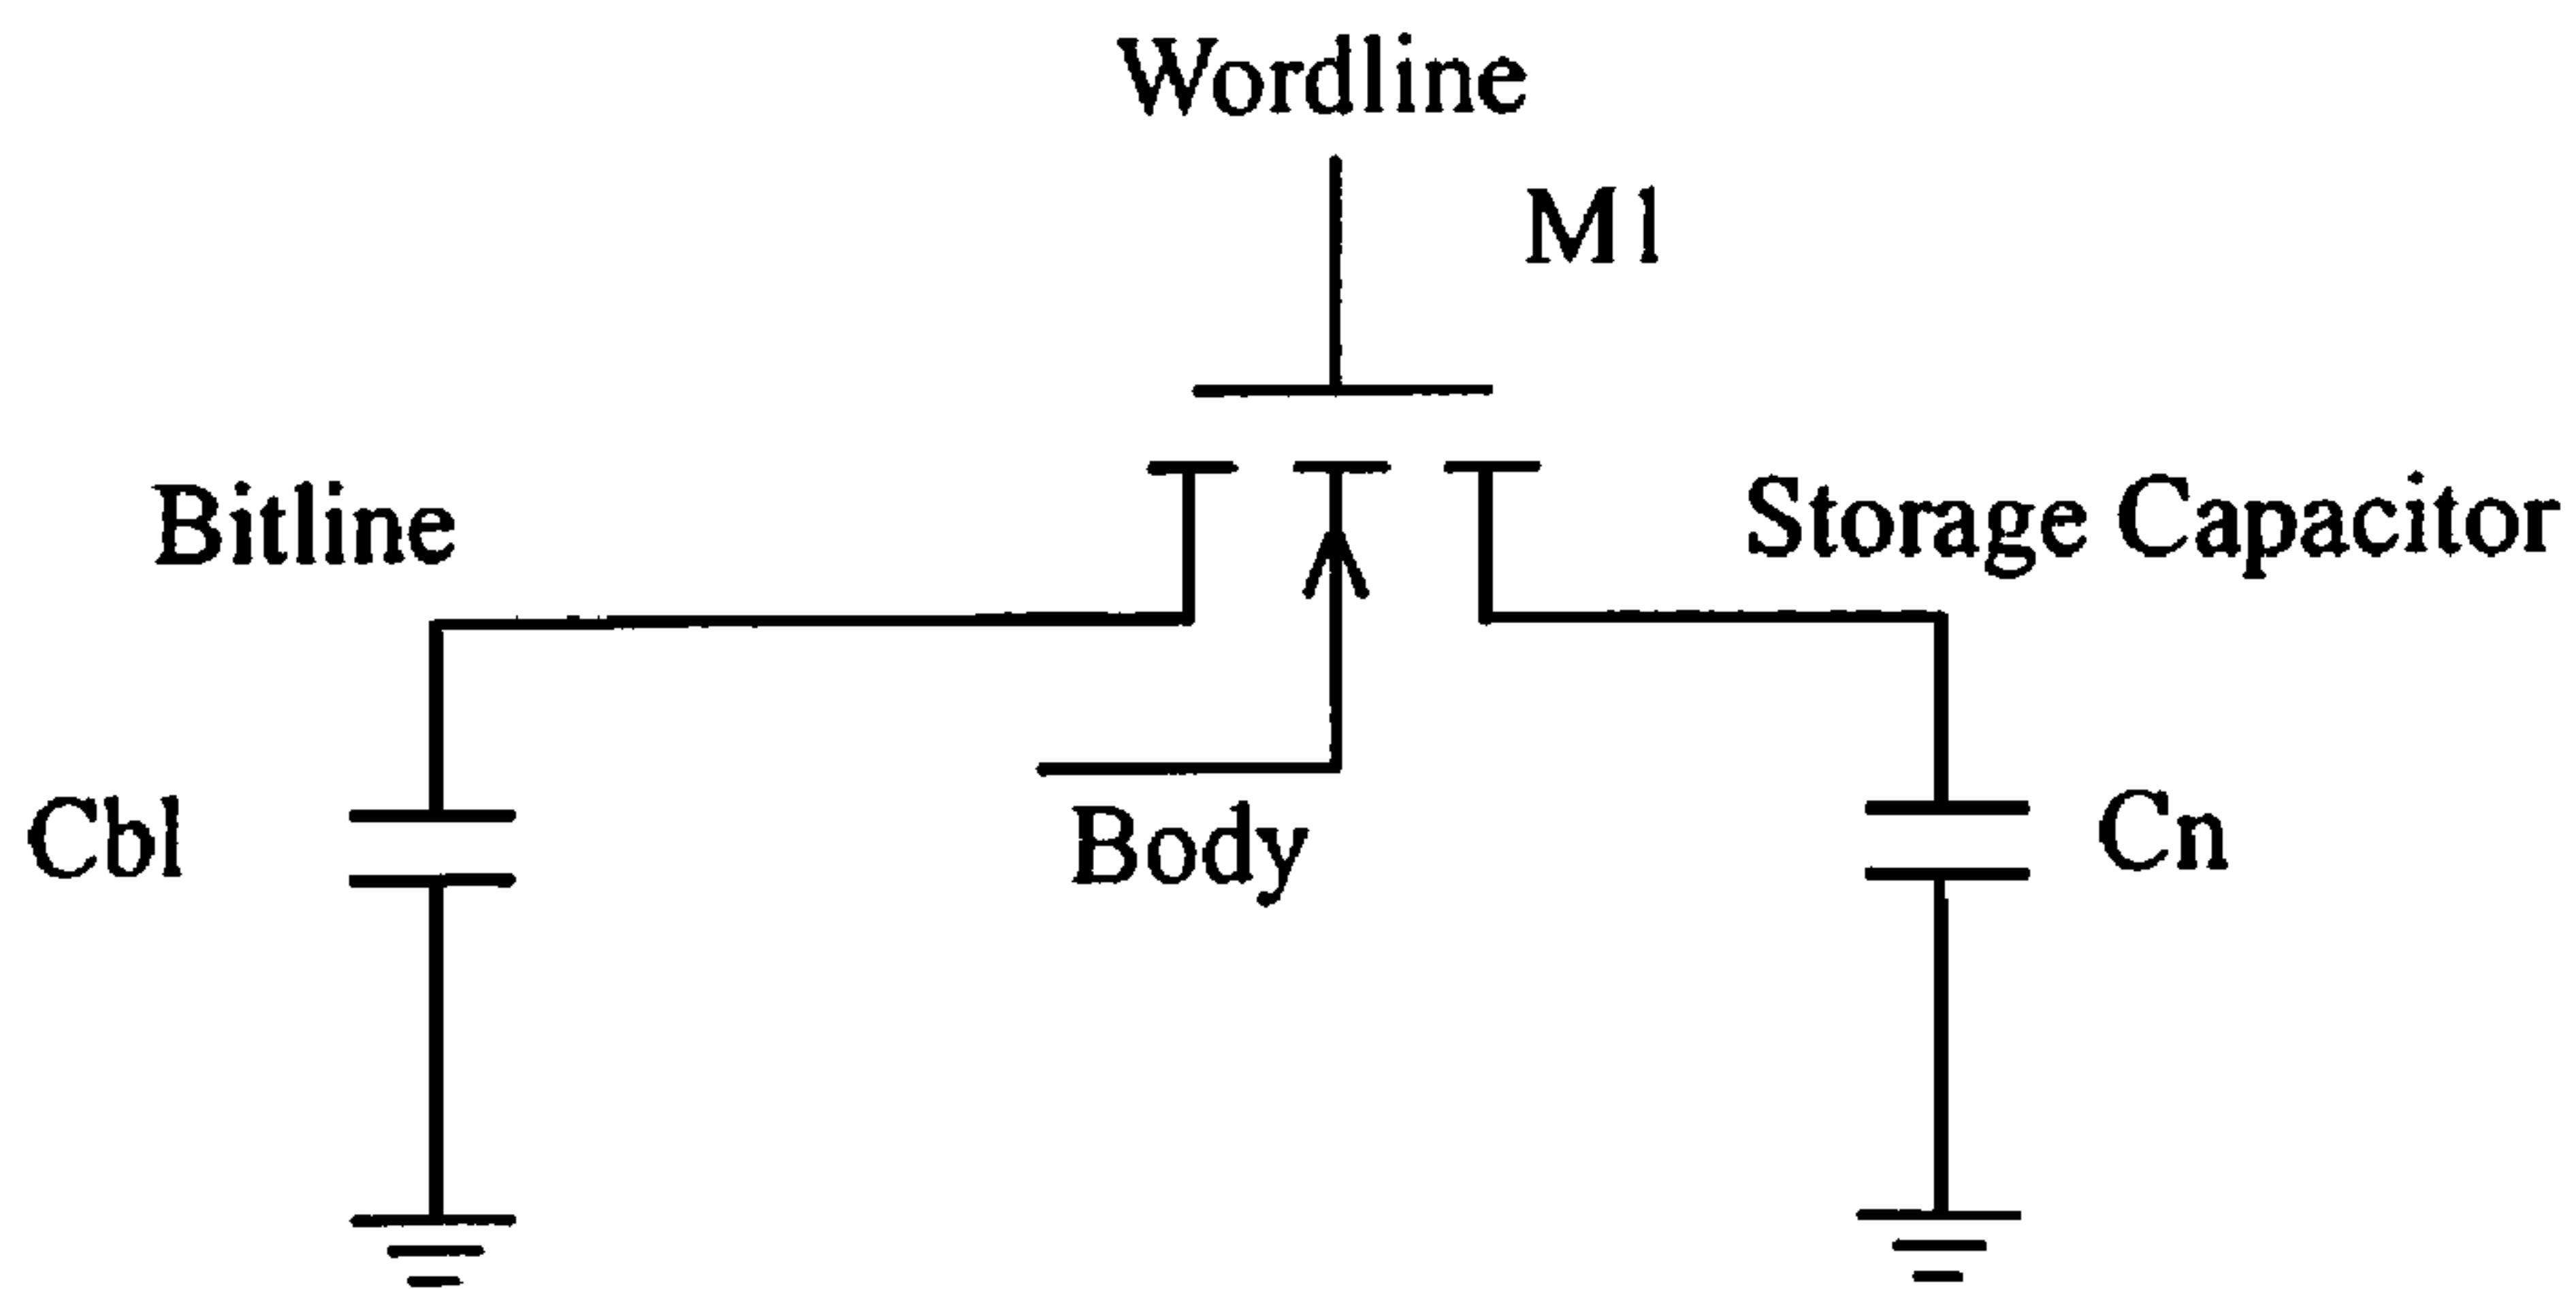 Wordline
M1
Bitline
Storage Capacitor
Cbl
Body
Cn